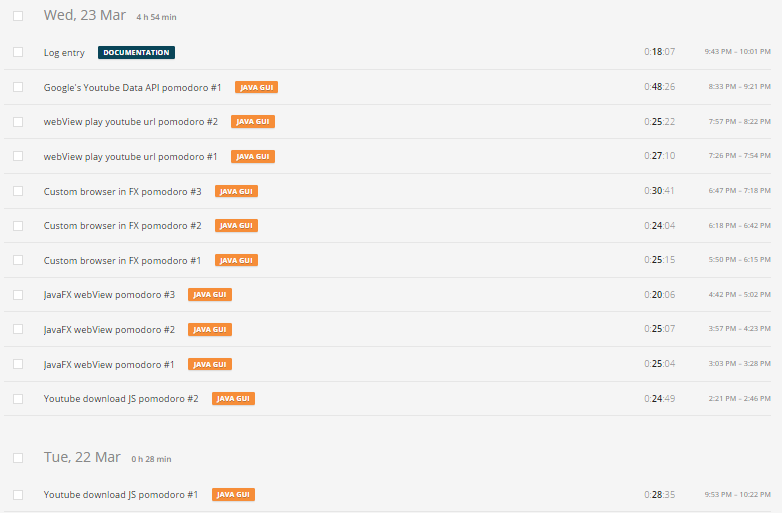 Wed, 23 Mar 4 h 54 min
Log entry DOCUMENTATION 0:18:07 9:43 PM – 10:01 PM
Google's Youtube Data API pomodoro #1 JAVA GUI 0:48:26 8:33 PM – 9:21 PM
webView play youtube url pomodoro #2 JAVA GUI 0:25:22 7:57 PM – 8:22 PM
webView play youtube url pomodoro #1 JAVA GUI 0:27:10 7:26 PM – 7:54 PM
Custom browser in FX pomodoro #3 JAVA GUI 0:30:41 6:47 PM – 7:18 PM
Custom browser in FX pomodoro #2 JAVA GUI 0:24:04 6:18 PM – 6:42 PM
Custom browser in FX pomodoro #1 JAVA GUI 0:25:15 5:50 PM – 6:15 PM
JavaFX webView pomodoro #3 JAVA GUI 0:20:06 4:42 PM – 5:02 PM
JavaFX webView pomodoro #2 JAVA GUI 0:25:07 3:57 PM – 4:23 PM
JavaFX webView pomodoro #1 JAVA GUI 0:25:04 3:03 PM – 3:28 PM
Youtube download JS pomodoro #2 JAVA GUI 0:24:49 2:21 PM – 2:46 PM
Tue, 22 Mar 0 h 28 min
Youtube download JS pomodoro #1 JAVA GUI 0:28:35 9:53 PM – 10:22 PM